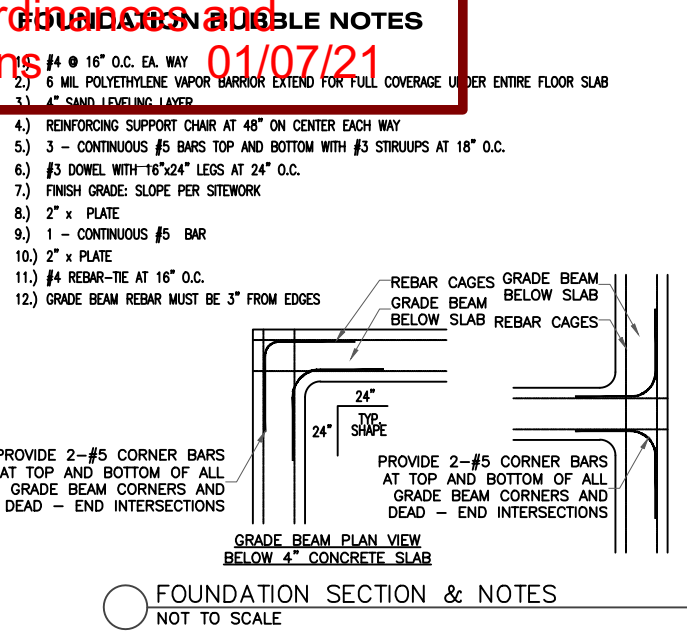 rdinances and
FOUNDATION BUBBLE NOTES
ns 01/07/21
1.) #4 @ 16" O.C. EA. WAY
2.) 6 MIL POLYETHYLENE VAPOR BARRIOR EXTEND FOR FULL COVERAGE UNDER ENTIRE FLOOR SLAB
3.) 4" SAND LEVELING LAYER
4.) REINFORCING SUPPORT CHAIR AT 48" ON CENTER EACH WAY
5.) 3 – CONTINUOUS #5 BARS TOP AND BOTTOM WITH #3 STIRUUPS AT 18" O.C.
6.) #3 DOWEL WITH 16"x24" LEGS AT 24" O.C.
7.) FINISH GRADE: SLOPE PER SITEWORK
8.) 2" x PLATE
9.) 1 – CONTINUOUS #5 BAR
10.) 2" x PLATE
11.) #4 REBAR–TIE AT 16" O.C.
12.) GRADE BEAM REBAR MUST BE 3" FROM EDGES
REBAR CAGES
GRADE BEAM
BELOW SLAB
GRADE BEAM
BELOW SLAB
REBAR CAGES
24"
24"
TYP.
SHAPE
PROVIDE 2–#5 CORNER BARS
AT TOP AND BOTTOM OF ALL
GRADE BEAM CORNERS AND
DEAD – END INTERSECTIONS
PROVIDE 2–#5 CORNER BARS
AT TOP AND BOTTOM OF ALL
GRADE BEAM CORNERS AND
DEAD – END INTERSECTIONS
GRADE BEAM PLAN VIEW
BELOW 4" CONCRETE SLAB
FOUNDATION SECTION & NOTES
NOT TO SCALE